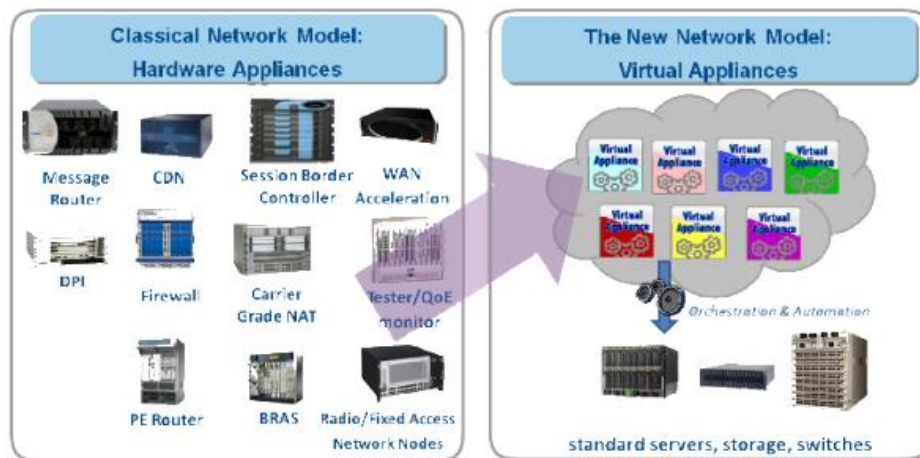 Classical Network Model:
Hardware Appliances
Message
Router
CDN
Session Border
Controller
WAN
Acceleration
DPI
Firewall
Carrier
Grade NAT
Tester/QoE
monitor
PE Router
BRAS
Radio/Fixed Access
Network Nodes
The New Network Model:
Virtual Appliances
Virtual
Appliance
Virtual
Appliance
Virtual
Appliance
Virtual
Appliance
Virtual
Appliance
Virtual
Appliance
Virtual
Appliance
Orchestration & Automation
standard servers, storage, switches